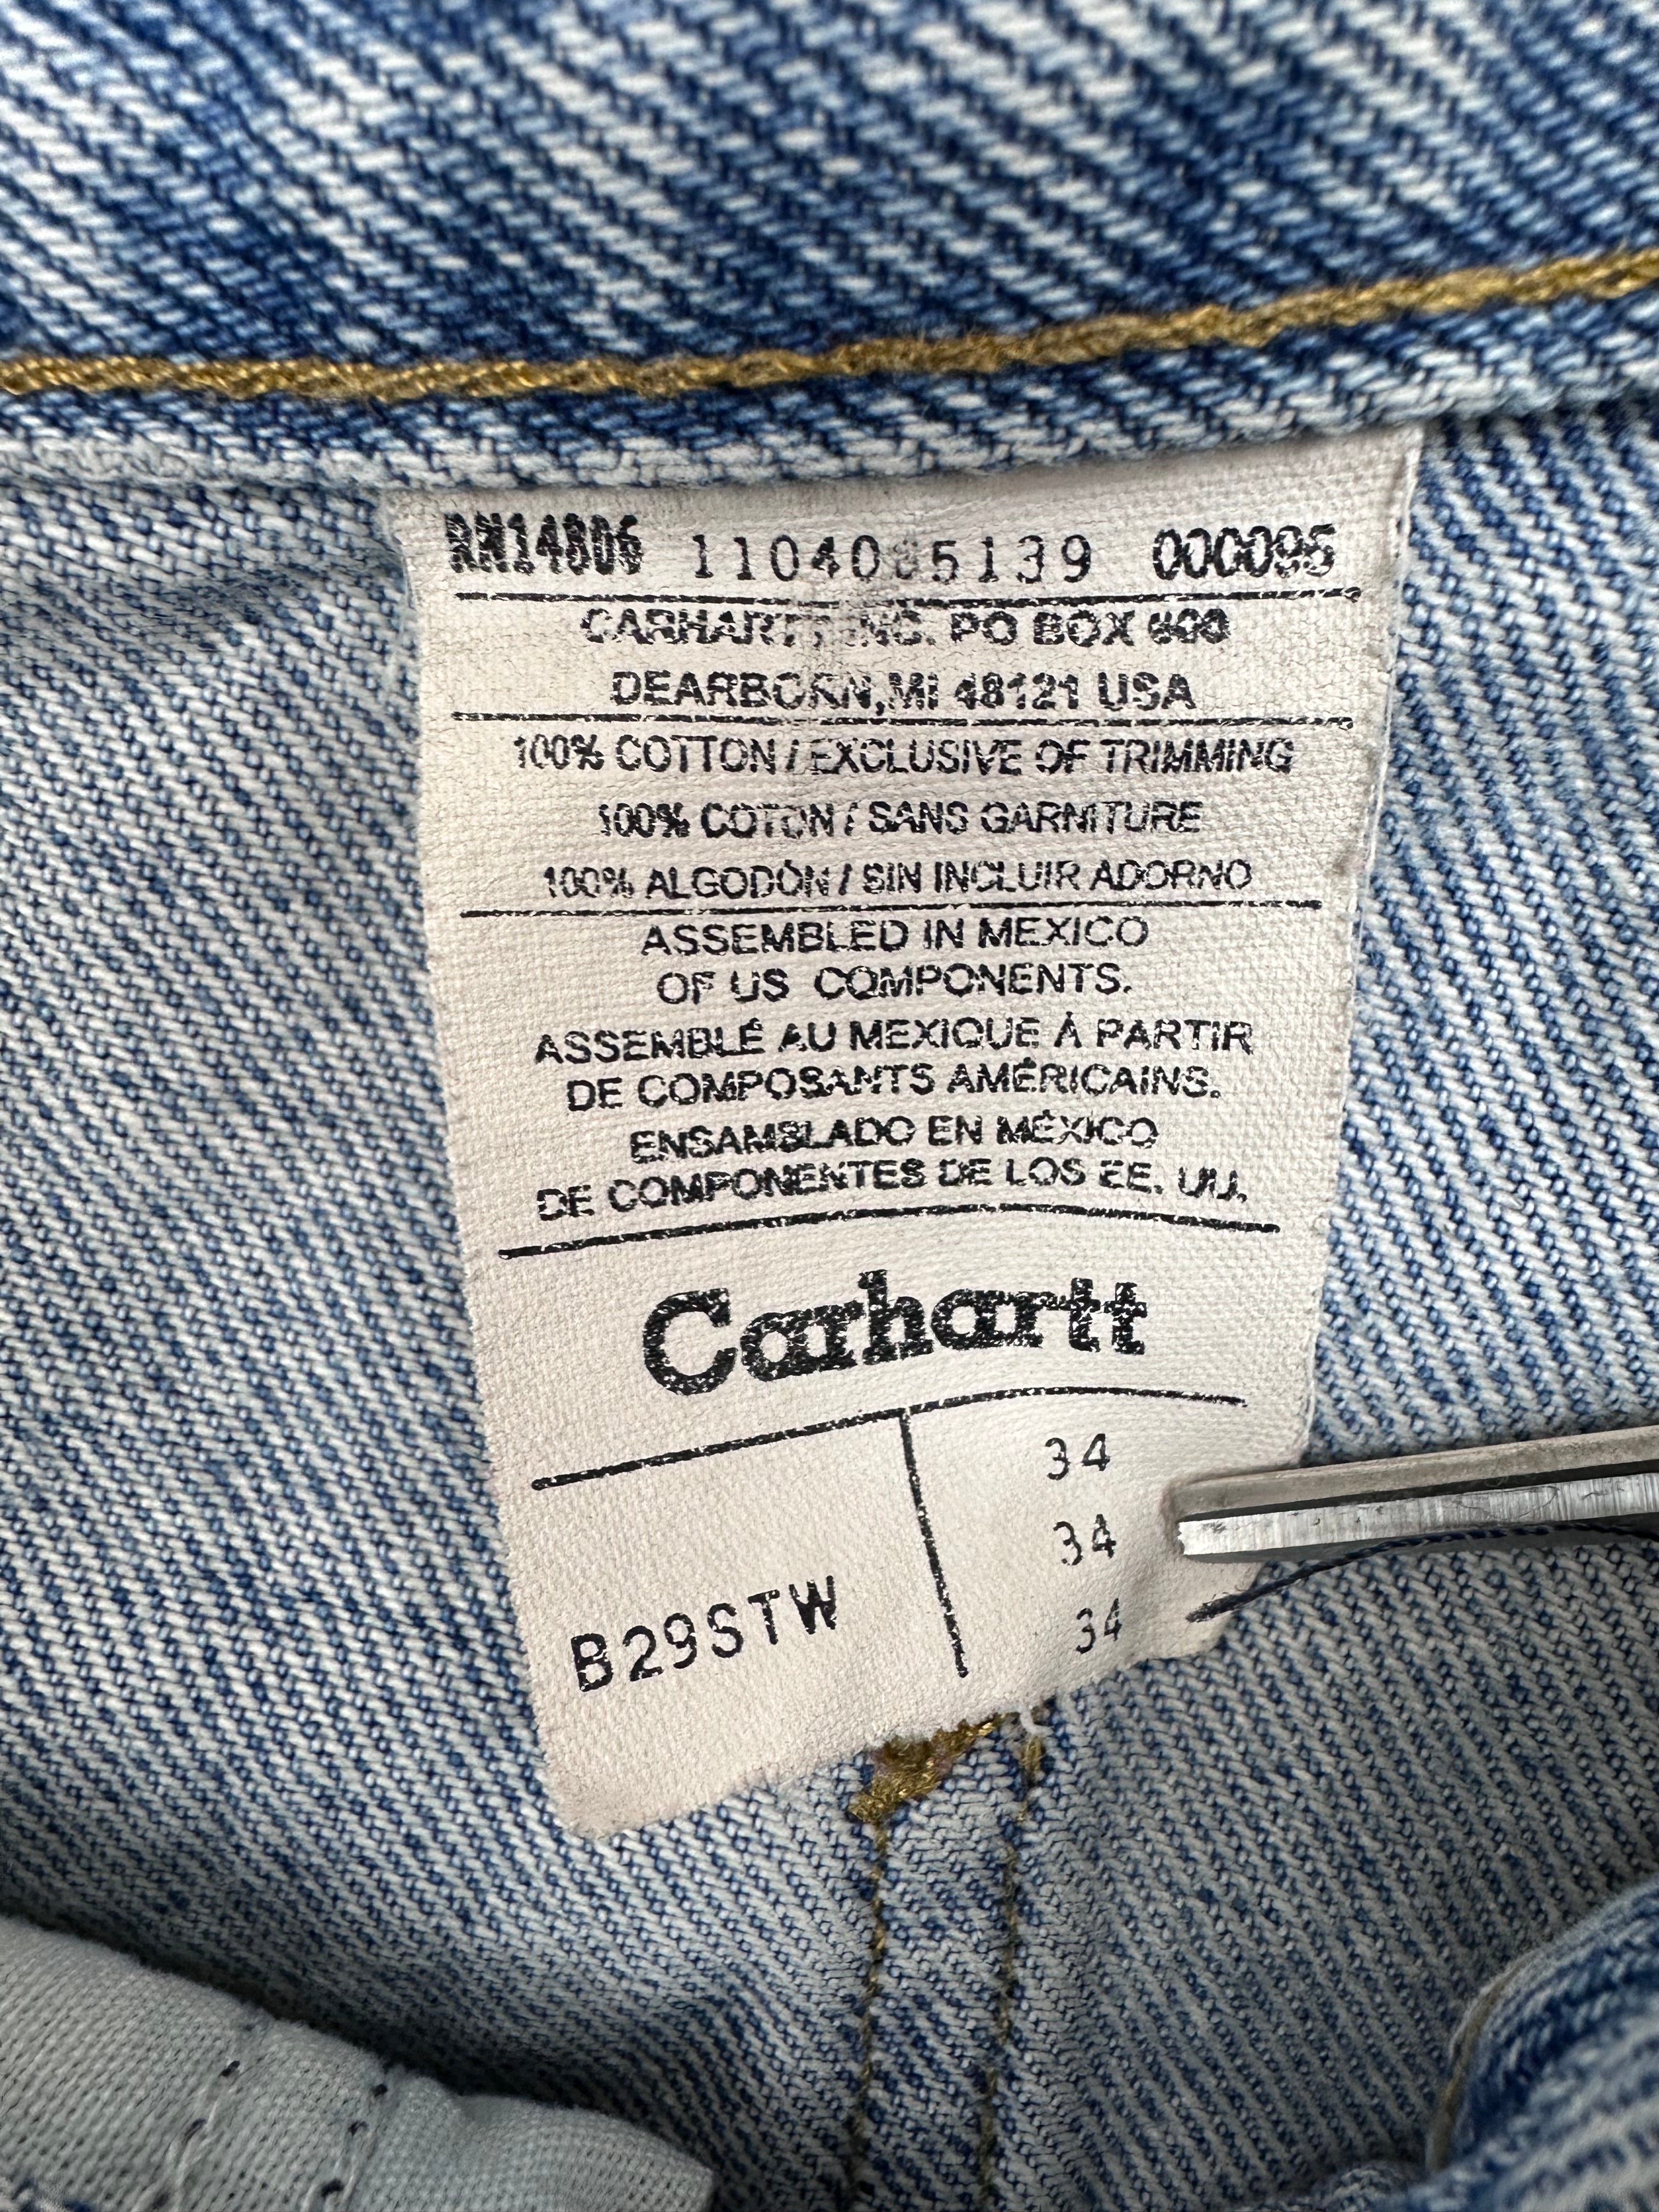 RN14806 1104085139 000095
CARHARTT, INC. PO BOX 600
DEARBORN, MI 48121 USA
100% COTTON / EXCLUSIVE OF TRIMMING
100% COTON / SANS GARNITURE
100% ALGODÓN / SIN INCLUIR ADORNO
ASSEMBLED IN MEXICO
OF US COMPONENTS.
ASSEMBLÉ AU MEXIQUE À PARTIR
DE COMPOSANTS AMÉRICAINS.
ENSAMBLADO EN MÉXICO
DE COMPONENTES DE LOS EE. UU.
Carhartt
34
34
B29STW
34